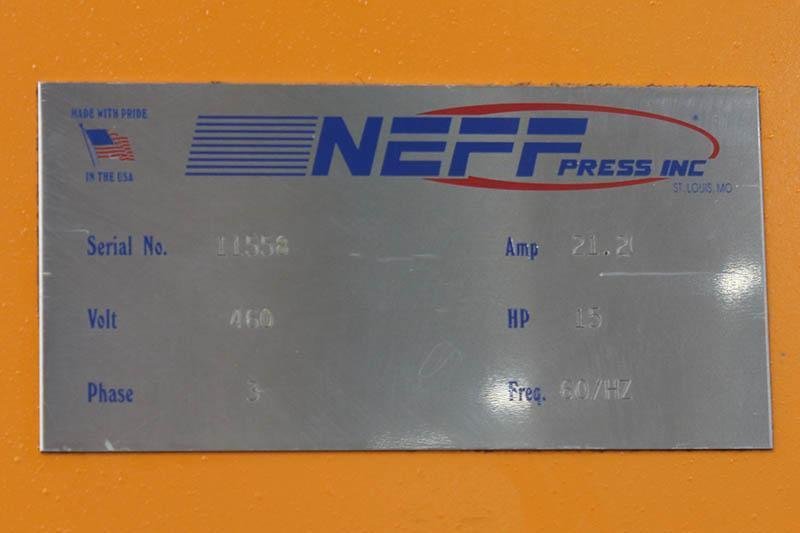 MADE WITH PRIDE
IN THE USA
NEFF PRESS INC ®
ST. LOUIS, MO
Serial No. 11558 Amp 21.2
Volt 460 HP 15
Phase 3 Freq. 60/HZ